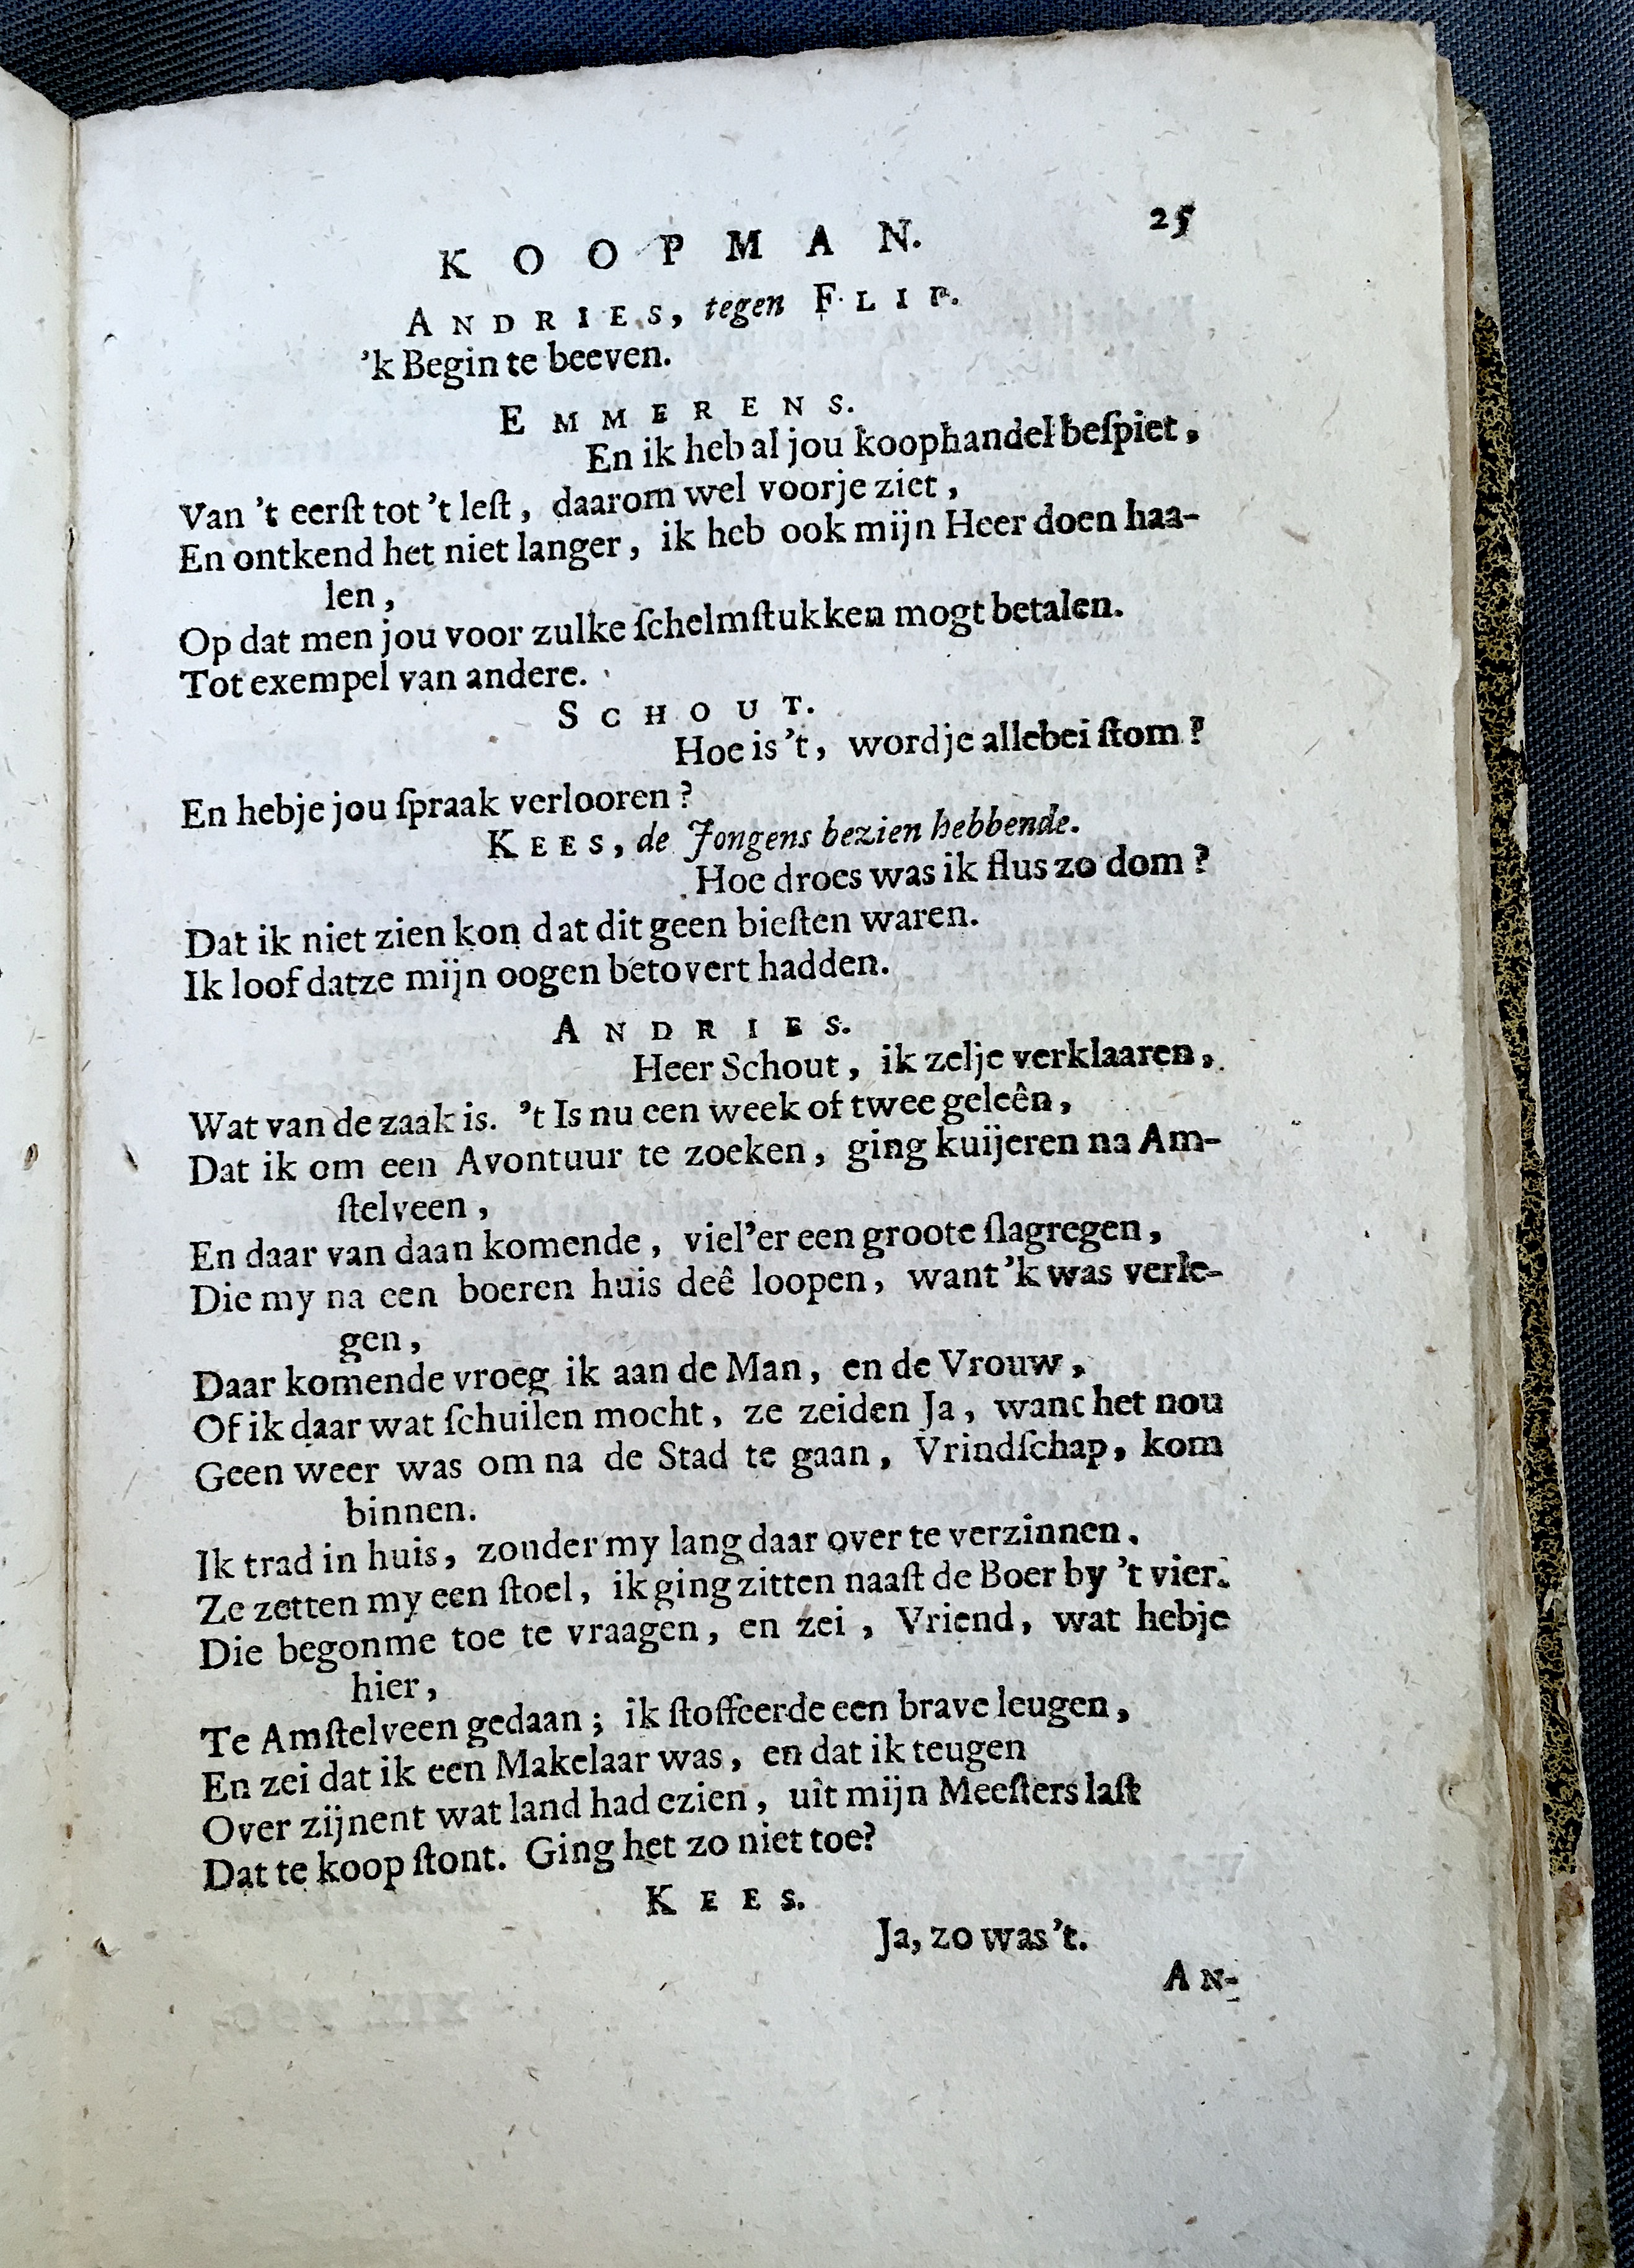 KOOPMAN. 25
ANDRIES, tegen FLIP.
'k Begin te beeven.
EMMERENS.
En ik heb al jou koophandel beſpiet,
Van 't eerſt tot 't leſt, daarom wel voorje ziet,
En ontkend het niet langer, ik heb ook mijn Heer doen haa-
len,
Op dat men jou voor zulke ſchelmſtukken mogt betalen.
Tot exempel van andere.
SCHOUT.
Hoe is 't, wordje allebei ſtom?
En hebje jou ſpraak verlooren?
KEES, de Jongens bezien hebbende.
Hoe droes was ik flus zo dom?
Dat ik niet zien kon dat dit geen bieſten waren.
Ik loof datze mijn oogen betovert hadden.
ANDRIES.
Heer Schout, ik zelje verklaaren,
Wat van de zaak is. 't Is nu een week of twee geleên,
Dat ik om een Avontuur te zoeken, ging kuijeren na Am-
ſtelveen,
En daar van daan komende, viel'er een groote ſlagregen,
Die my na een boeren huis deê loopen, want 'k was verle-
gen,
Daar komende vroeg ik aan de Man, en de Vrouw,
Of ik daar wat ſchuilen mocht, ze zeiden Ja, want het nou
Geen weer was om na de Stad te gaan, Vrindſchap, kom
binnen.
Ik trad in huis, zonder my lang daar over te verzinnen.
Ze zetten my een ſtoel, ik ging zitten naaſt de Boer by 't vier.
Die begonme toe te vraagen, en zei, Vriend, wat hebje
hier,
Te Amſtelveen gedaan; ik ſtoffeerde een brave leugen,
En zei dat ik een Makelaar was, en dat ik teugen
Over zijnent wat land had ezien, uit mijn Meeſters laſt
Dat te koop ſtont. Ging het zo niet toe?
KEES.
Ja, zo was 't.
AN-